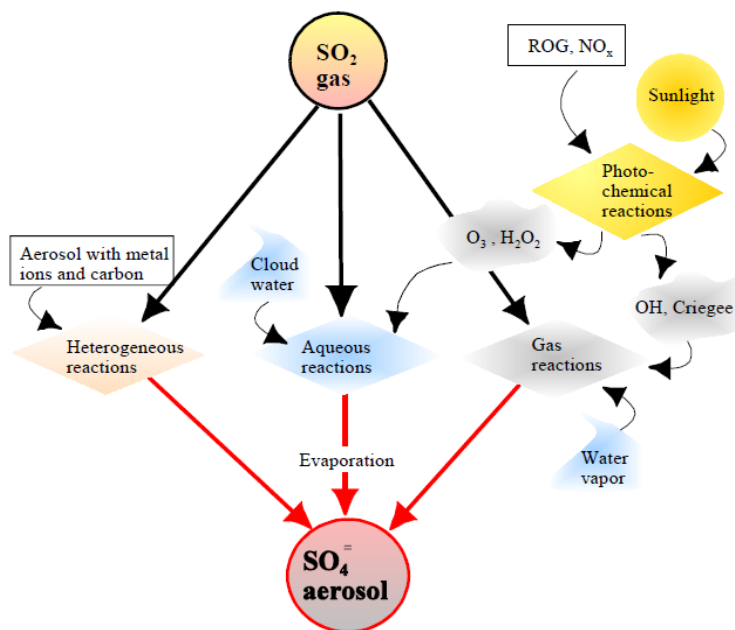 SO₂
gas
ROG, NOₓ
Sunlight
Photo-
chemical
reactions
O₃ , H₂O₂
Aerosol with metal
ions and carbon
Cloud
water
OH, Criegee
Heterogeneous
reactions
Aqueous
reactions
Gas
reactions
Evaporation
Water
vapor
SO₄⁼
aerosol